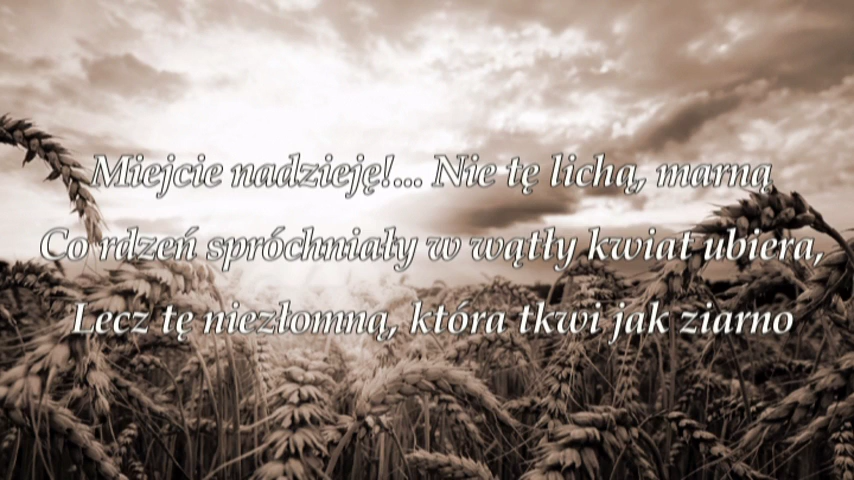 Miejcie nadzieję!... Nie tę lichą, marną
Co rdzeń spróchniały w wątły kwiat ubiera,
Lecz tę niezłomną, która tkwi jak ziarno